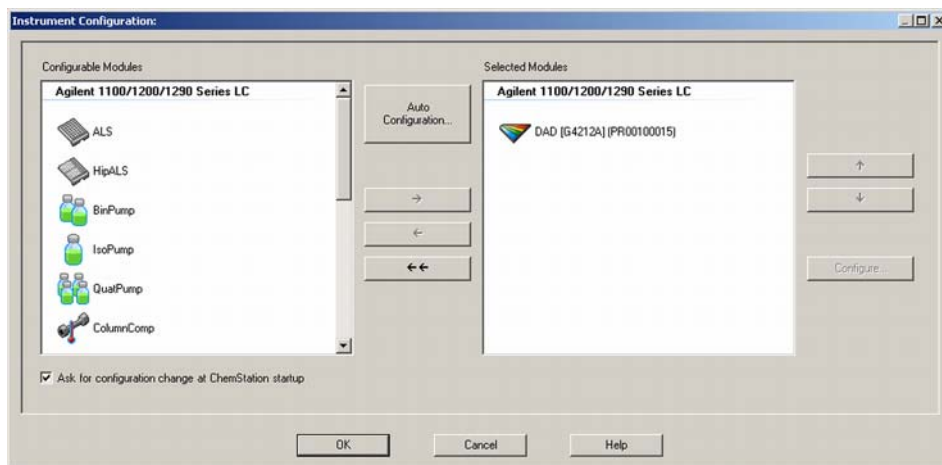 Instrument Configuration:
Configurable Modules
Agilent 1100/1200/1290 Series LC
ALS
HipALS
BinPump
IsoPump
QuatPump
ColumnComp
Ask for configuration change at ChemStation startup
Auto
Configuration...
Selected Modules
Agilent 1100/1200/1290 Series LC
DAD [G4212A] (PR00100015)
Configure...
OK
Cancel
Help